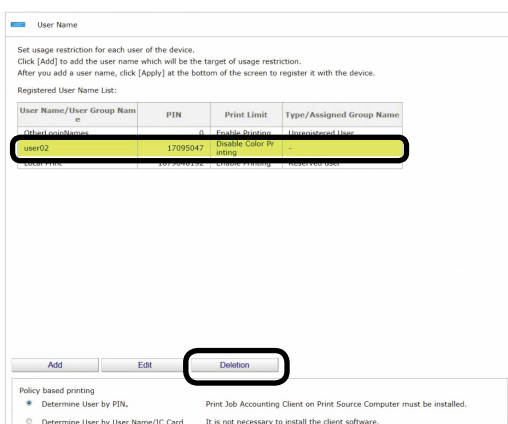 User Name
Set usage restriction for each user of the device.
Click [Add] to add the user name which will be the target of usage restriction.
After you add a user name, click [Apply] at the bottom of the screen to register it with the device.
Registered User Name List:
User Name/User Group Nam
e PIN Print Limit Type/Assigned Group Name
OtherLoginNames 0 Enable Printing Unregistered User
user02 17095047 Disable Color Pr
inting -
Local Print 1879048192 Enable Printing Reserved user
Add Edit Deletion
Policy based printing
Determine User by PIN. Print Job Accounting Client on Print Source Computer must be installed.
Determine User by User Name/IC Card It is not necessary to install the client software.